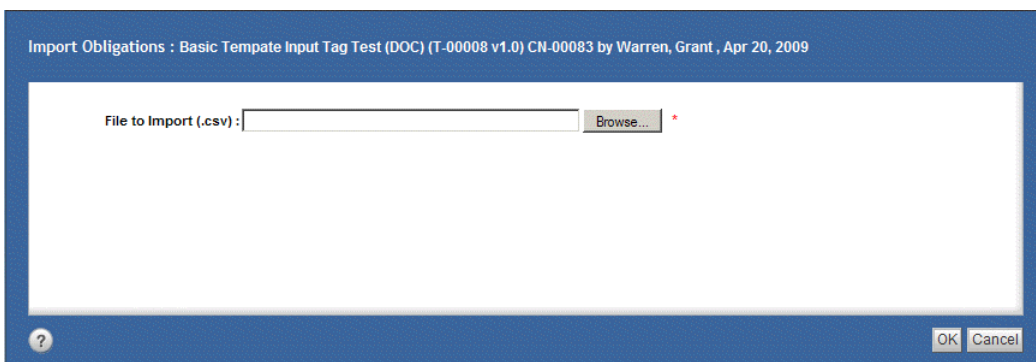 Import Obligations : Basic Tempate Input Tag Test (DOC) (T-00008 v1.0) CN-00083 by Warren, Grant , Apr 20, 2009
File to Import (.csv) : Browse... *
? OK Cancel